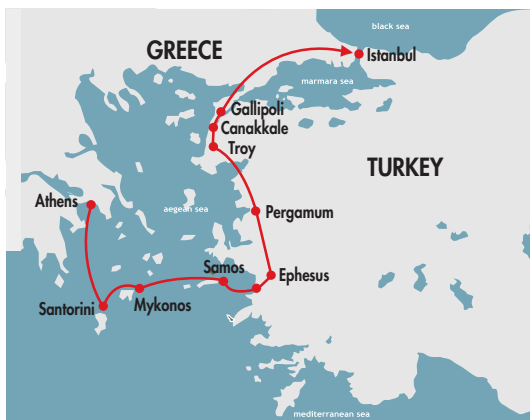 black sea
GREECE
Istanbul
marmara sea
Gallipoli
Canakkale
Troy
TURKEY
Athens
aegean sea
Pergamum
Samos
Ephesus
Santorini
Mykonos
mediterranean sea